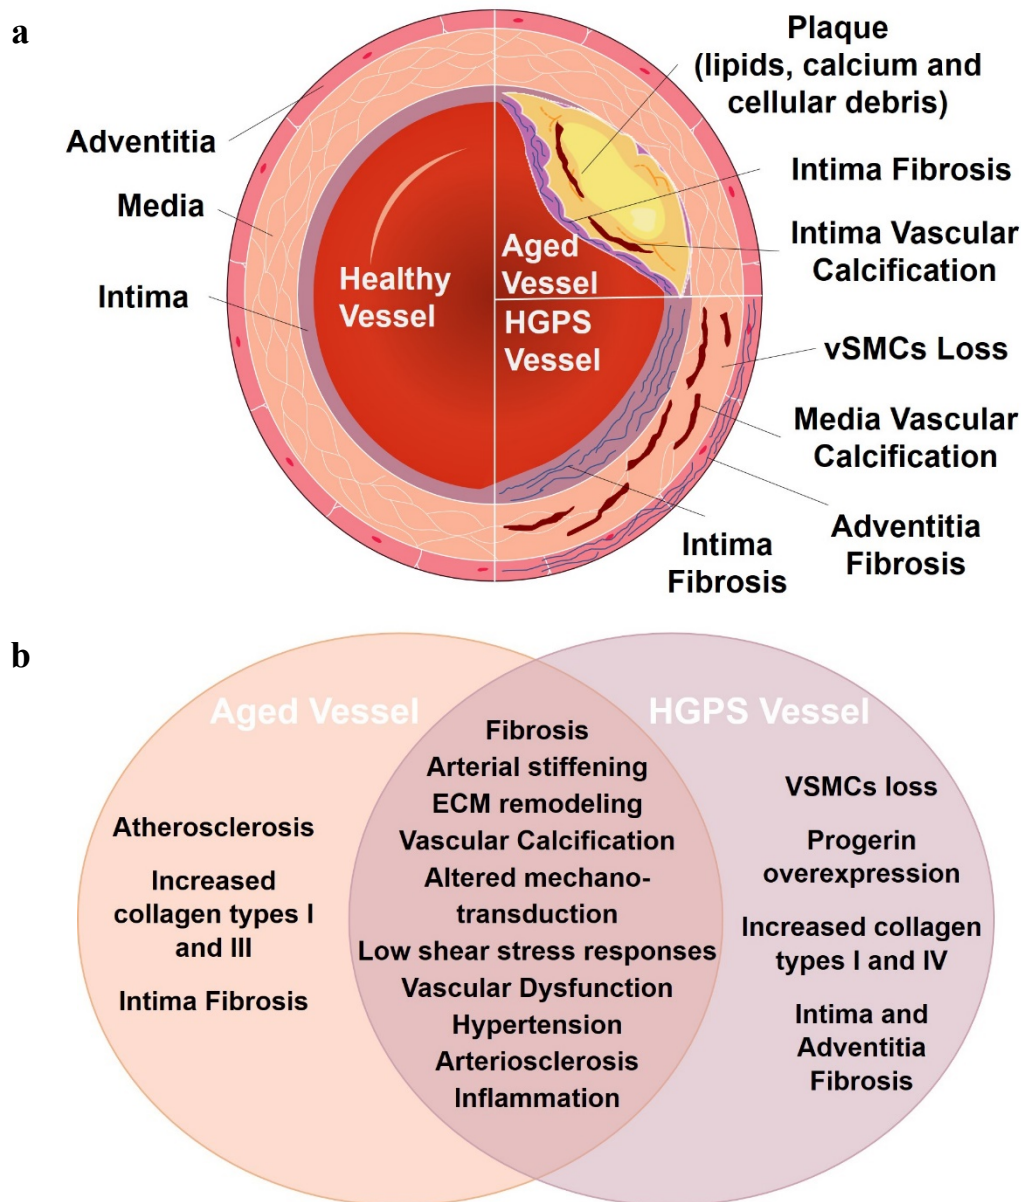 a
Plaque
(lipids, calcium and
cellular debris)
Adventitia
Media
Intima
Intima Fibrosis
Intima Vascular
Calcification
Healthy
Vessel
Aged
Vessel
HGPS
Vessel
vSMCs Loss
Media Vascular
Calcification
Adventitia
Fibrosis
Intima
Fibrosis
b
Aged Vessel
Atherosclerosis
Increased
collagen types I
and III
Intima Fibrosis
Fibrosis
Arterial stiffening
ECM remodeling
Vascular Calcification
Altered mechano-
transduction
Low shear stress responses
Vascular Dysfunction
Hypertension
Arteriosclerosis
Inflammation
HGPS Vessel
VSMCs loss
Progerin
overexpression
Increased collagen
types I and IV
Intima and
Adventitia
Fibrosis